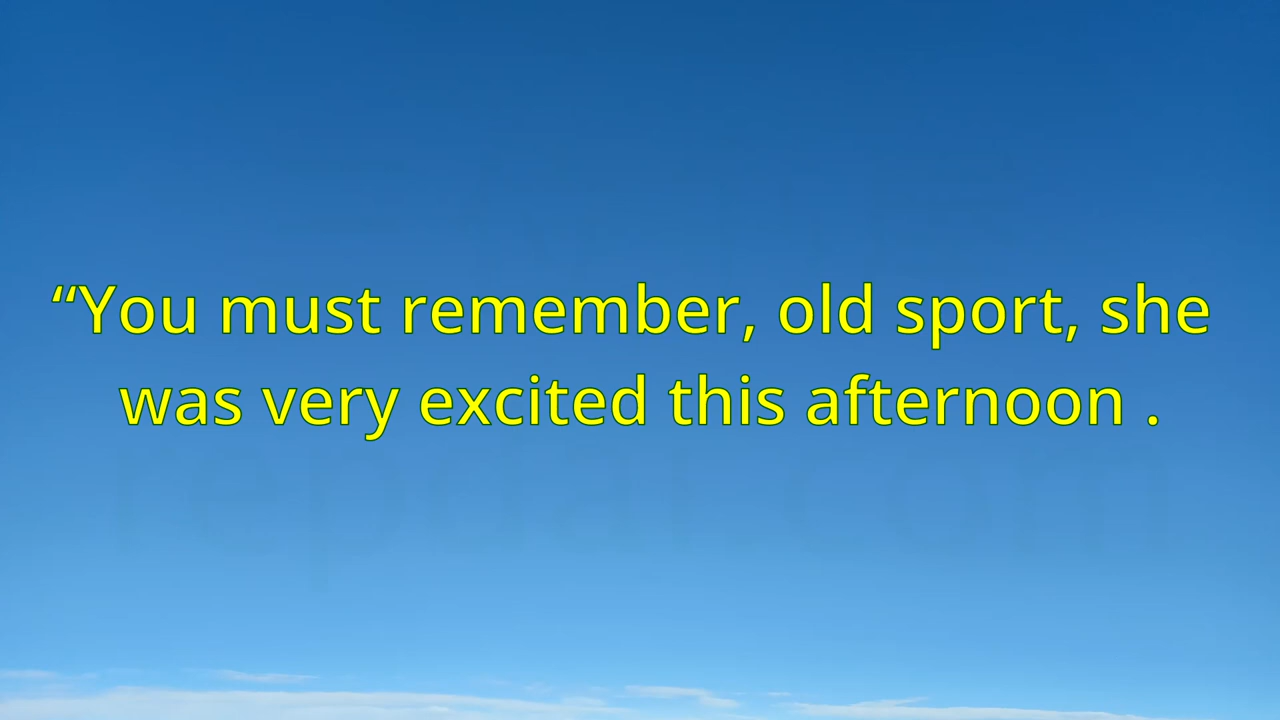 “You must remember, old sport, she
was very excited this afternoon .